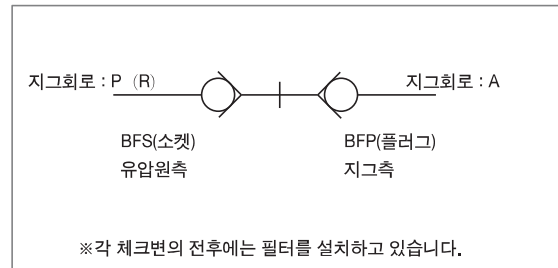 지그회로 : P (R)
지그회로 : A
BFS(소켓)
유압원측
BFP(플러그)
지그측
※각 체크변의 전후에는 필터를 설치하고 있습니다.